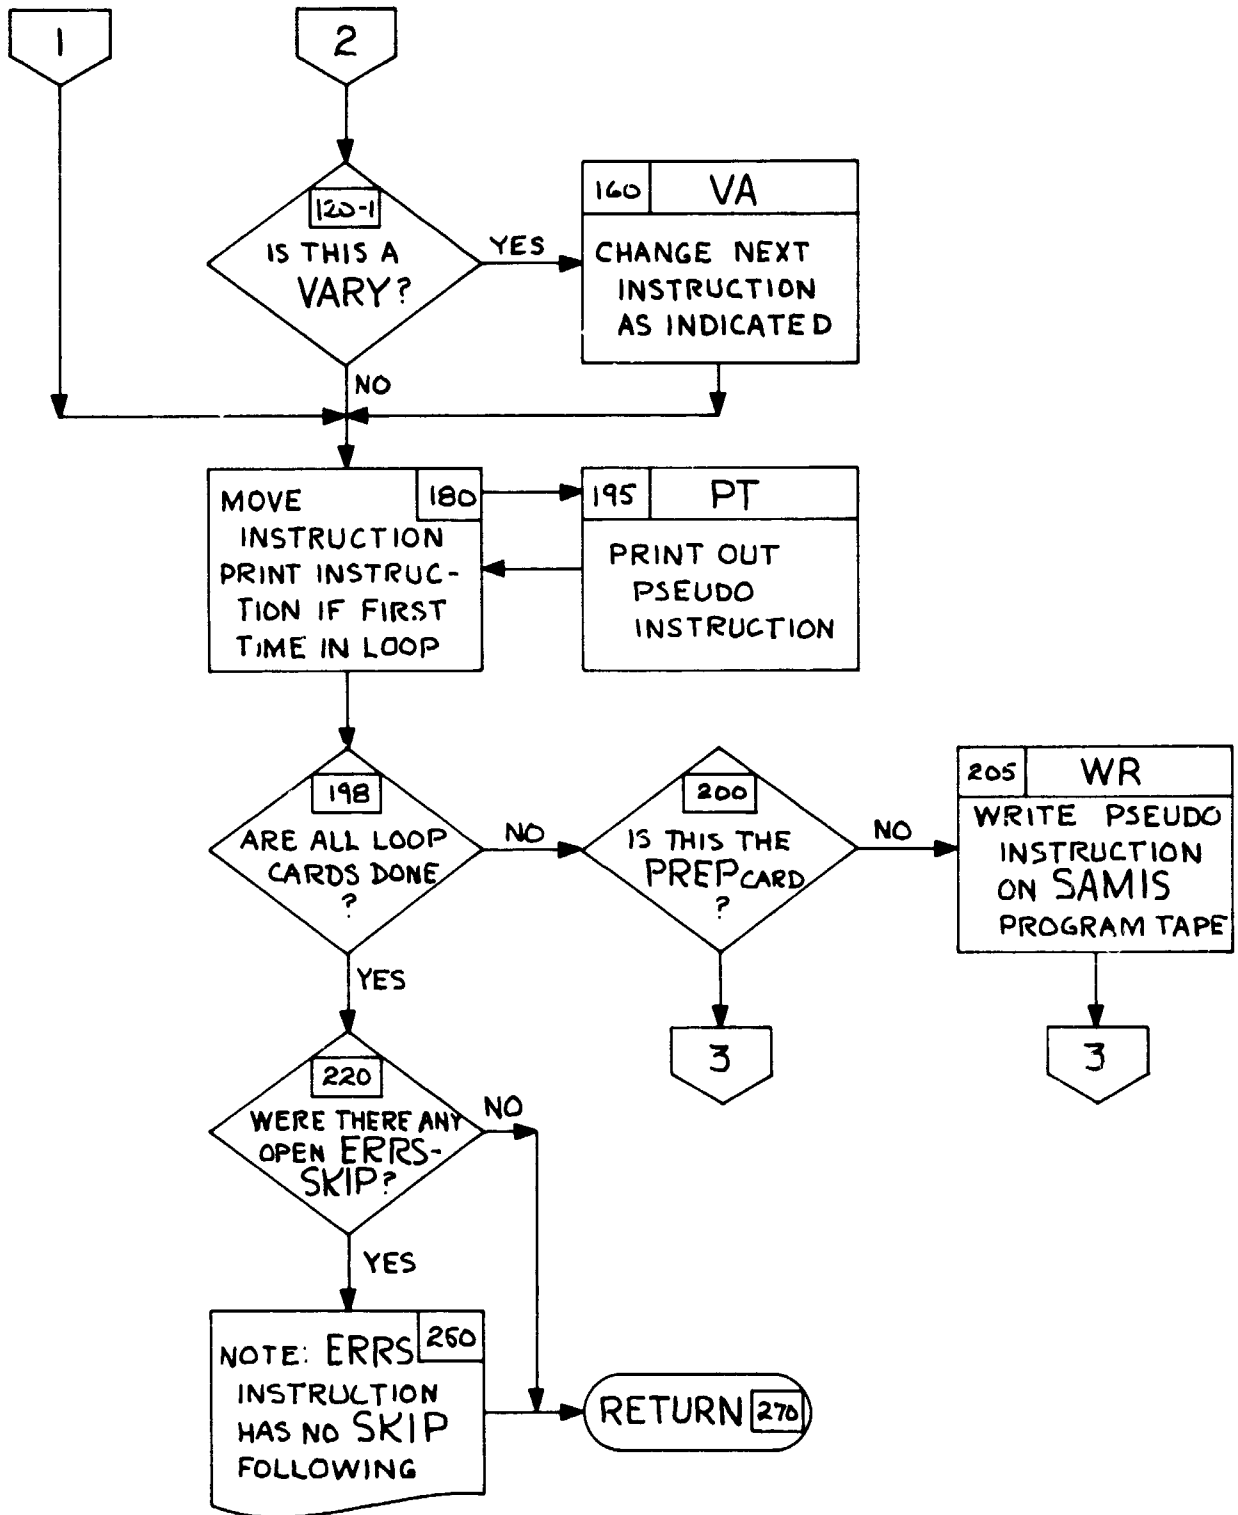 1
2
120-1
IS THIS A
VARY?
YES
NO
160 VA
CHANGE NEXT
INSTRUCTION
AS INDICATED
180
MOVE
INSTRUCTION
PRINT INSTRUC-
TION IF FIRST
TIME IN LOOP
195 PT
PRINT OUT
PSEUDO
INSTRUCTION
198
ARE ALL LOOP
CARDS DONE
?
NO
YES
200
IS THIS THE
PREP CARD
?
NO
205 WR
WRITE PSEUDO
INSTRUCTION
ON SAMIS
PROGRAM TAPE
3
3
220
WERE THERE ANY
OPEN ERRS-
SKIP?
NO
YES
260
NOTE: ERRS
INSTRUCTION
HAS NO SKIP
FOLLOWING
RETURN 270